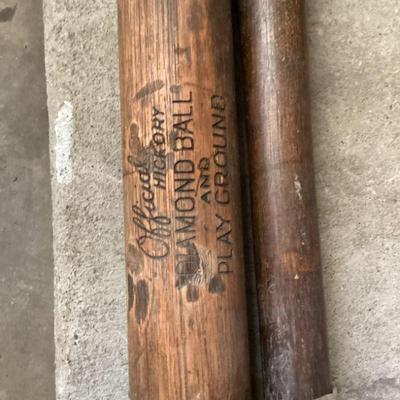 Official
HICKORY
DIAMOND BALL
AND
PLAY GROUND